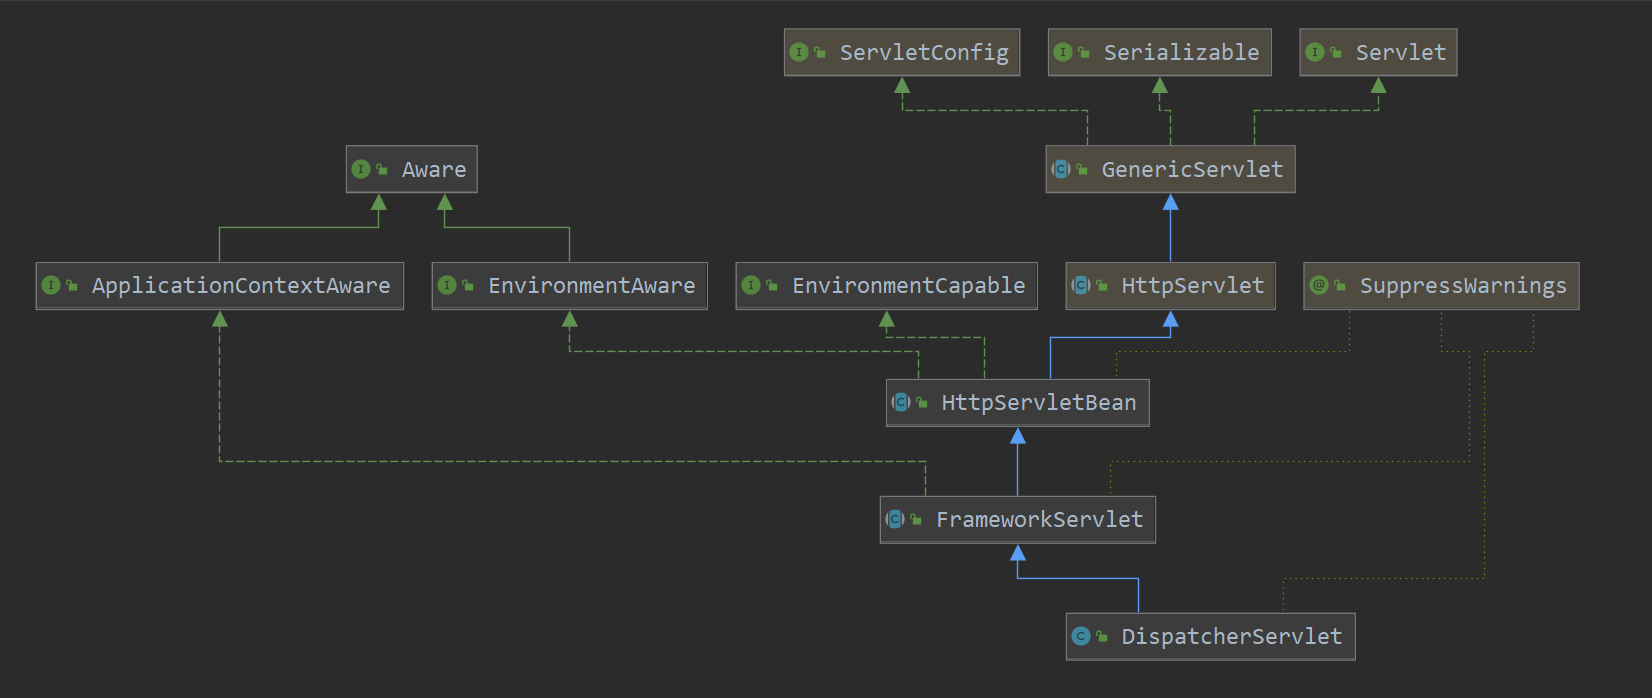 ServletConfig
Serializable
Servlet
Aware
GenericServlet
ApplicationContextAware
EnvironmentAware
EnvironmentCapable
HttpServlet
SuppressWarnings
HttpServletBean
FrameworkServlet
DispatcherServlet